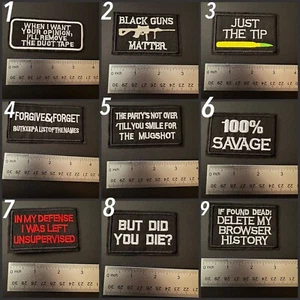 1
WHEN I WANT
YOUR OPINION,
I'LL REMOVE
THE DUCT TAPE
2
BLACK GUNS
MATTER
3
JUST
THE TIP
4
FORGIVE&FORGET
BUT KEEP A LIST OF THE NAMES
5
THE PARTY'S NOT OVER
'TILL YOU SMILE FOR
THE MUGSHOT
6
100%
SAVAGE
7
IN MY DEFENSE
I WAS LEFT
UNSUPERVISED
8
BUT DID
YOU DIE?
9
IF FOUND DEAD:
DELETE MY
BROWSER
HISTORY